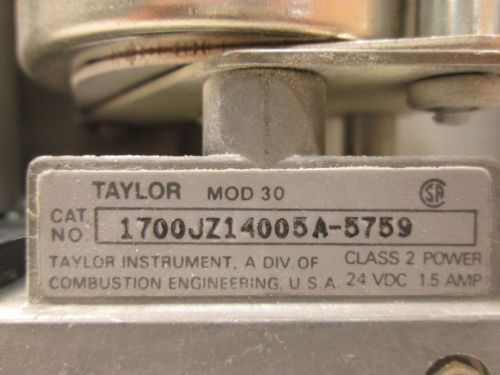 TAYLOR MOD 30
CAT. NO. 1700JZ14005A-5759
TAYLOR INSTRUMENT, A DIV. OF CLASS 2 POWER
COMBUSTION ENGINEERING, U S A. 24 VDC 1.5 AMP